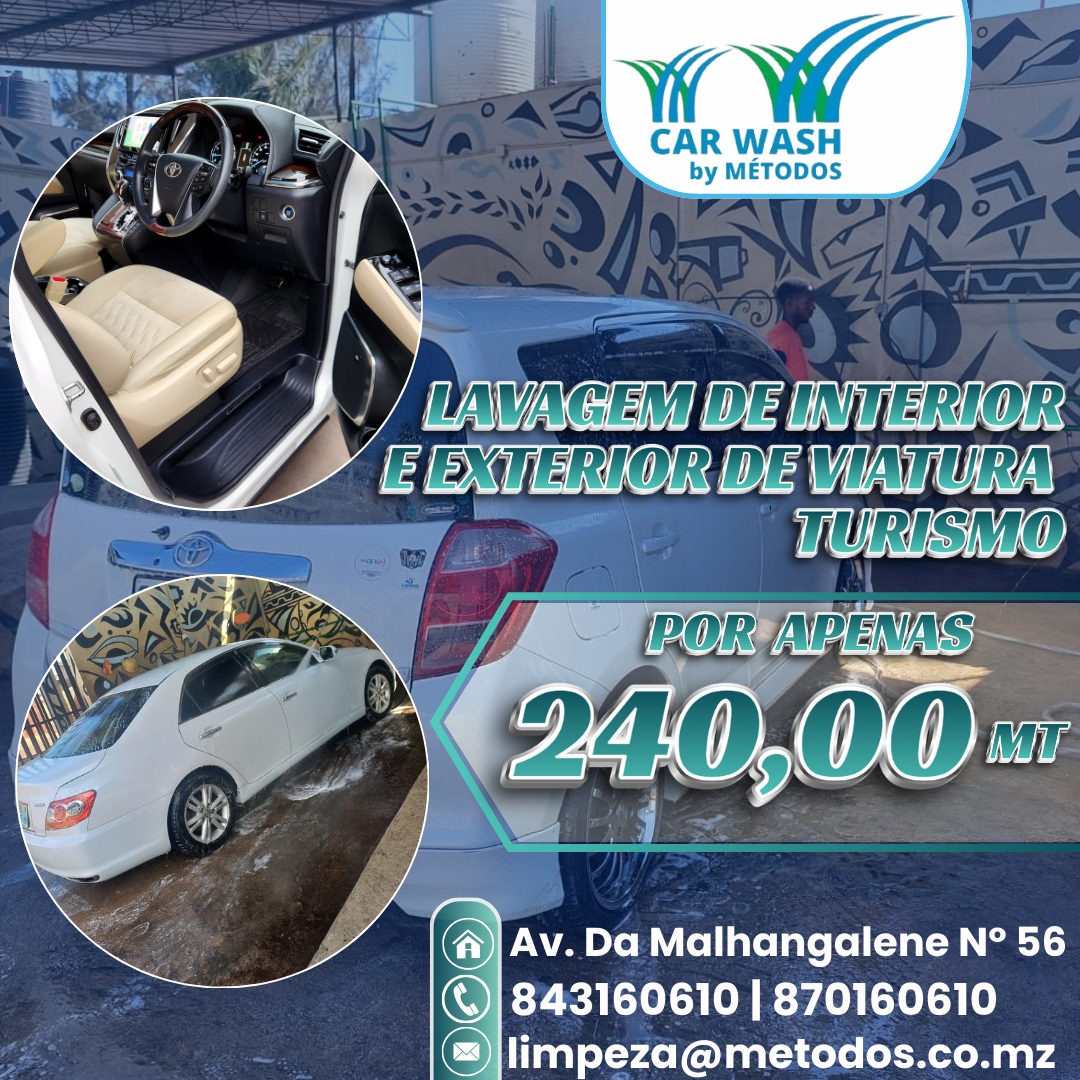 CAR WASH
by MÉTODOS
LAVAGEM DE INTERIOR
E EXTERIOR DE VIATURA
TURISMO
POR APENAS
240,00 MT
Av. Da Malhangalene Nº 56
843160610 | 870160610
limpeza@metodos.co.mz